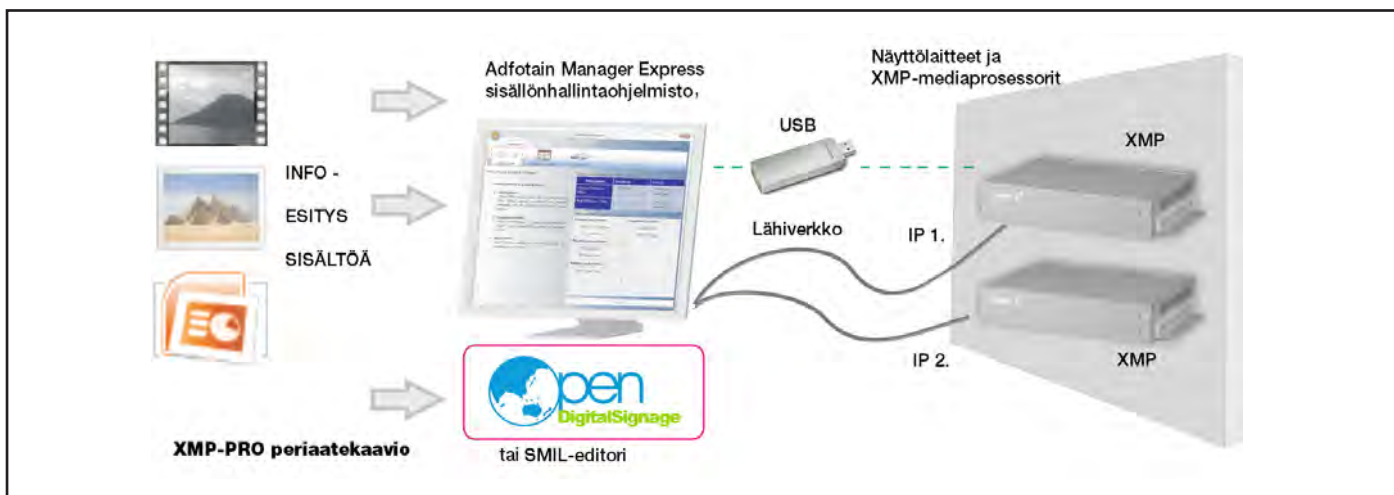 Adfotain Manager Express
sisällönhallintaohjelmisto,
Näyttölaitteet ja
XMP-mediaprosessorit
USB
XMP
INFO -
ESITYS
SISÄLTÖÄ
Lähiverkko
IP 1.
IP 2.
XMP
Open
DigitalSignage
XMP-PRO periaatekaavio
tai SMIL-editori